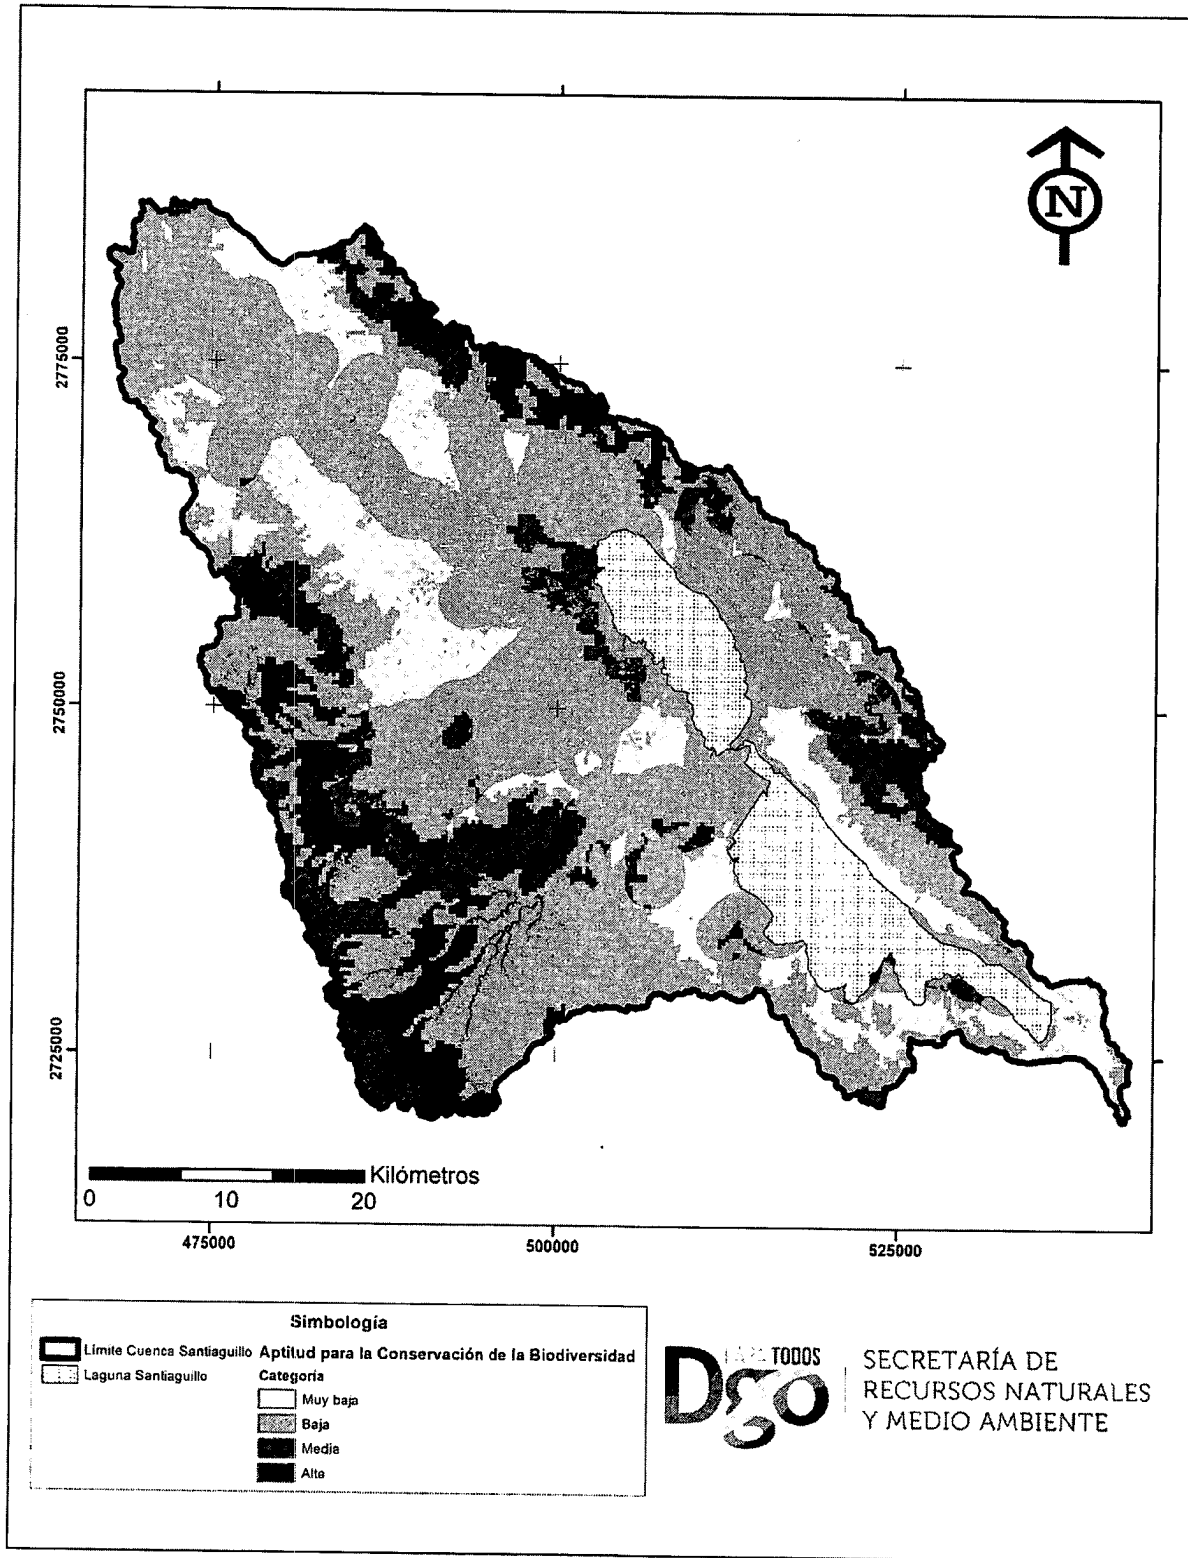 N
2775000
2750000
2725000
Kilómetros
0 10 20
475000 500000 525000
Simbología
Límite Cuenca Santiaguillo
Laguna Santiaguillo
Aptitud para la Conservación de la Biodiversidad
Categoría
Muy baja
Baja
Media
Alta
Dgo
TODOS
SECRETARÍA DE
RECURSOS NATURALES
Y MEDIO AMBIENTE